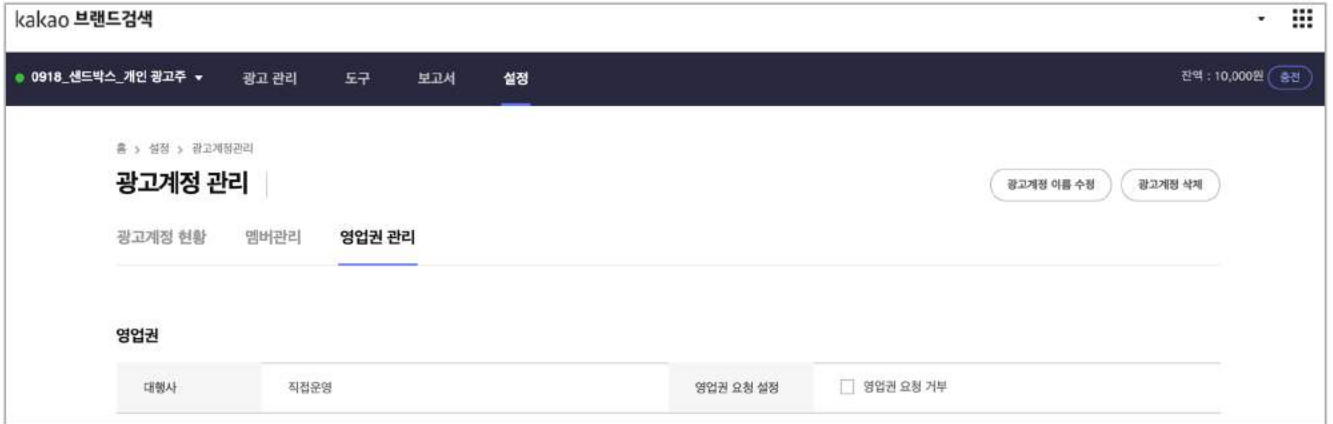 kakao 브랜드검색
0918_샌드박스_개인 광고주 광고 관리 도구 보고서 설정 잔액 : 10,000원 충전
홈 > 설정 > 광고계정관리
광고계정 관리 광고계정 이름 수정 광고계정 삭제
광고계정 현황 멤버관리 영업권 관리
영업권
대행사 직접운영 영업권 요청 설정 영업권 요청 거부